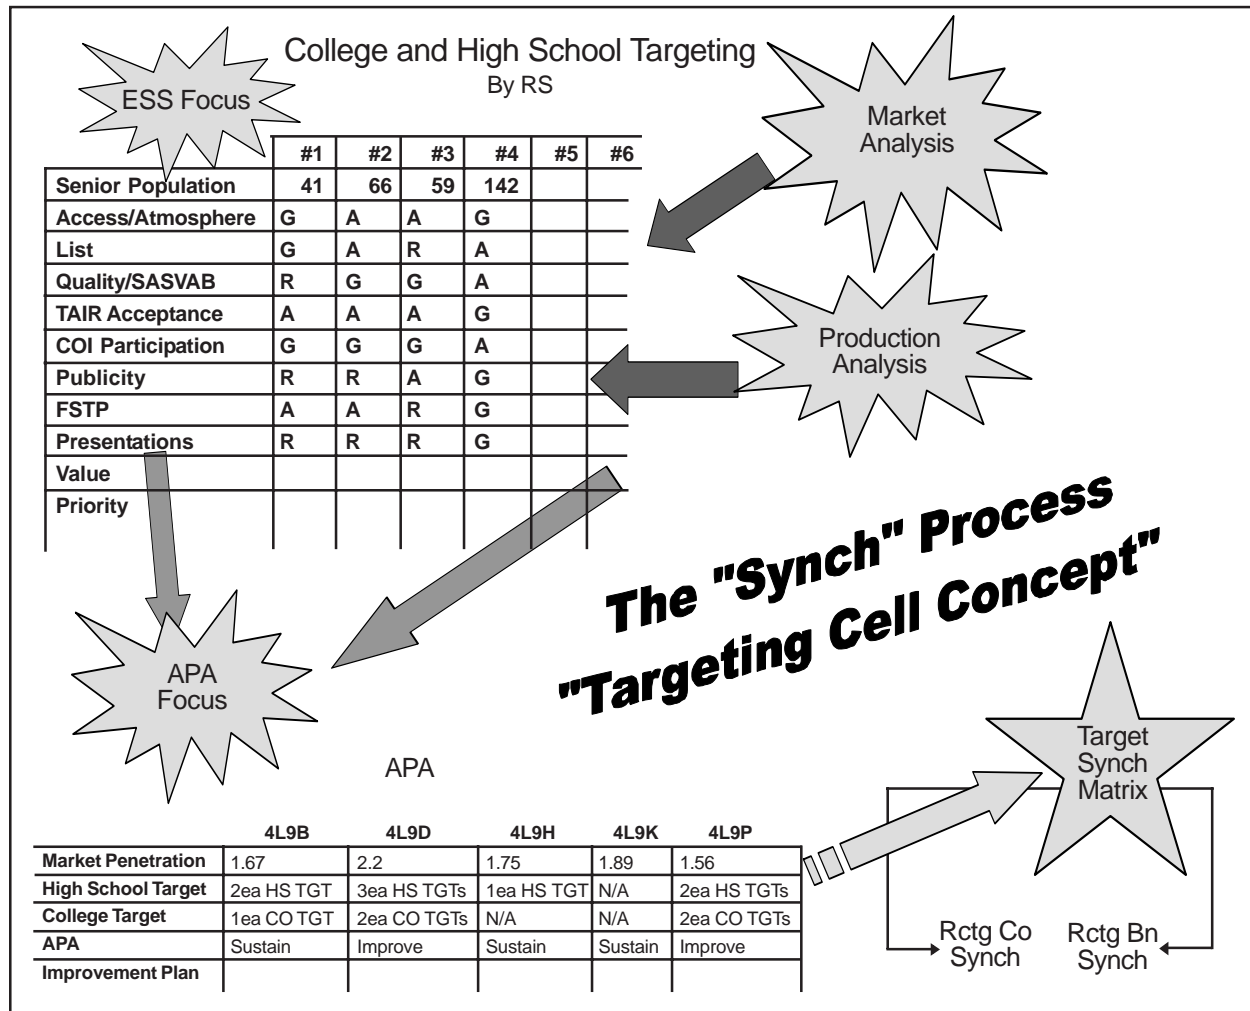 College and High School Targeting
By RS
ESS Focus
Market
Analysis
#1 #2 #3 #4 #5 #6
Senior Population 41 66 59 142
Access/Atmosphere G A A G
List G A R A
Quality/SASVAB R G G A
TAIR Acceptance A A A G
COI Participation G G G A
Publicity R R A G
FSTP A A R G
Presentations R R R G
Value
Priority
Production
Analysis
The "Synch" Process
"Targeting Cell Concept"
APA
Focus
Target
Synch
Matrix
APA
4L9B 4L9D 4L9H 4L9K 4L9P
Market Penetration 1.67 2.2 1.75 1.89 1.56
High School Target 2ea HS TGT 3ea HS TGTs 1ea HS TGT N/A 2ea HS TGTs
College Target 1ea CO TGT 2ea CO TGTs N/A N/A 2ea CO TGTs
APA Sustain Improve Sustain Sustain Improve
Improvement Plan
Rctg Co
Synch
Rctg Bn
Synch